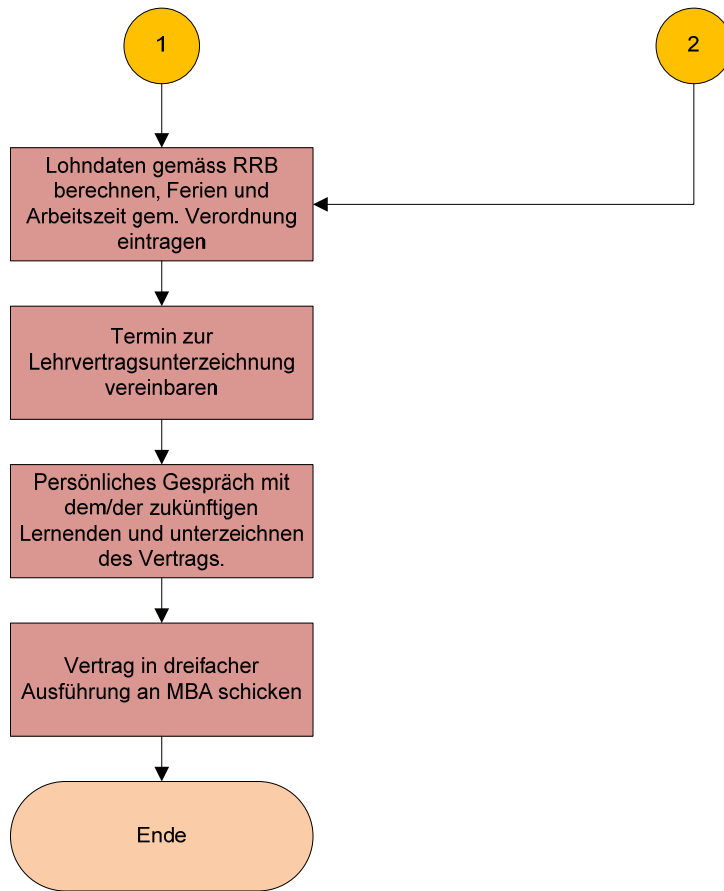 1
2
Lohndaten gemäss RRB
berechnen, Ferien und
Arbeitszeit gem. Verordnung
eintragen
Termin zur
Lehrvertragsunterzeichnung
vereinbaren
Persönliches Gespräch mit
dem/der zukünftigen
Lernenden und unterzeichnen
des Vertrags.
Vertrag in dreifacher
Ausführung an MBA schicken
Ende